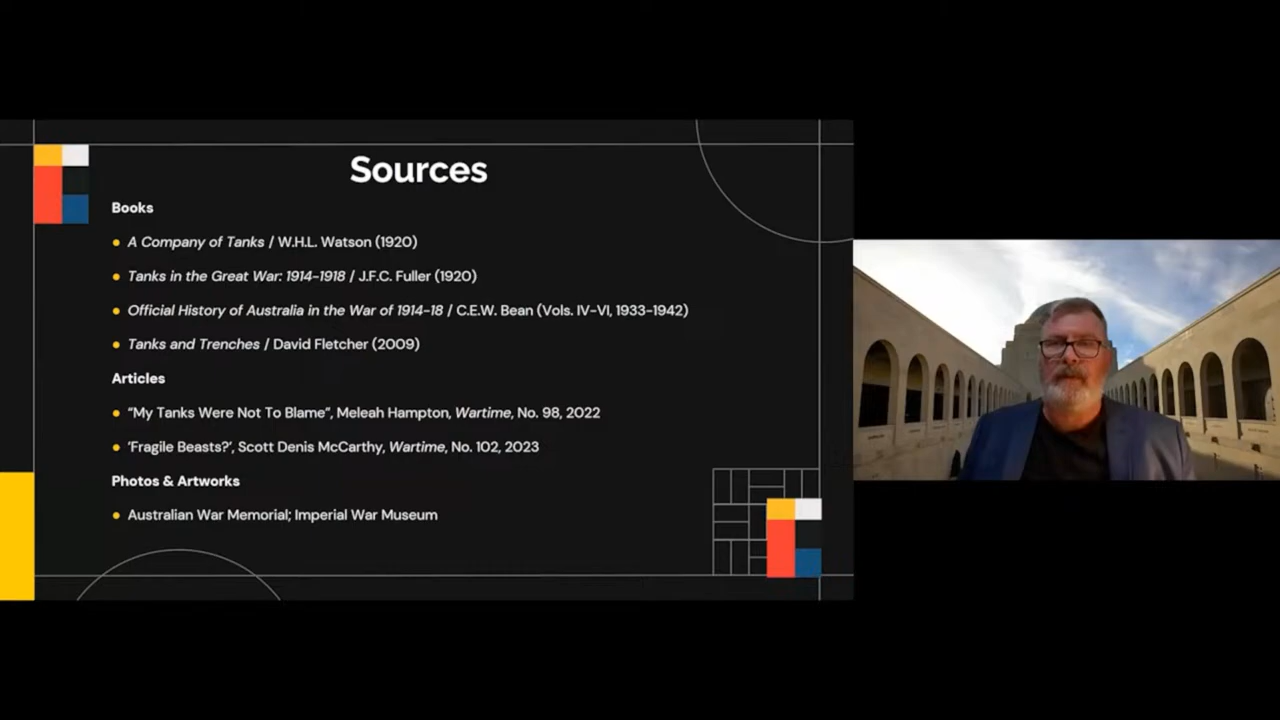 Sources
Books
• A Company of Tanks / W.H.L. Watson (1920)
• Tanks in the Great War: 1914-1918 / J.F.C. Fuller (1920)
• Official History of Australia in the War of 1914-18 / C.E.W. Bean (Vols. IV-VI, 1933-1942)
• Tanks and Trenches / David Fletcher (2009)
Articles
• “My Tanks Were Not To Blame”, Meleah Hampton, Wartime, No. 98, 2022
• ‘Fragile Beasts?’, Scott Denis McCarthy, Wartime, No. 102, 2023
Photos & Artworks
• Australian War Memorial; Imperial War Museum